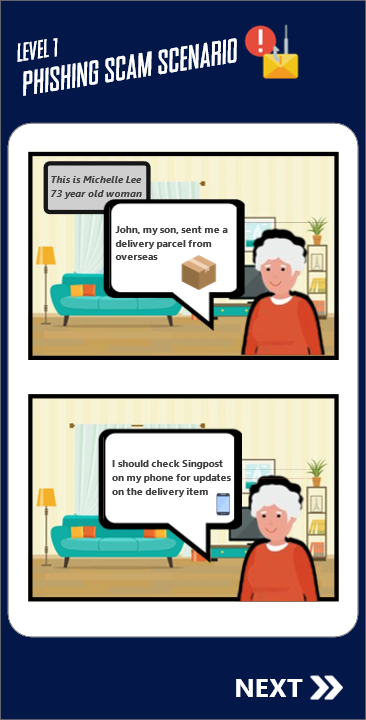 LEVEL 1
PHISHING SCAM SCENARIO
This is Michelle Lee
73 year old woman
John, my son, sent me a
delivery parcel from
overseas
I should check Singpost
on my phone for updates
on the delivery item
NEXT